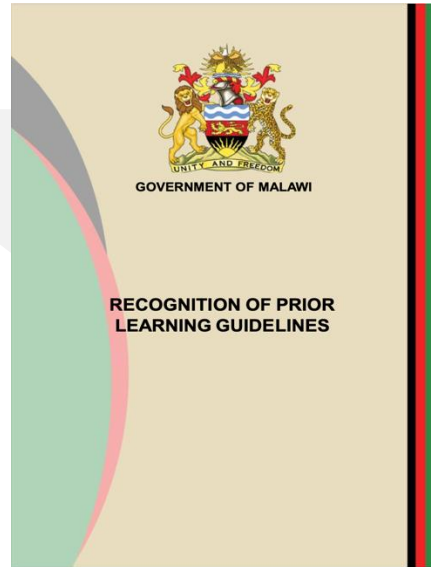 UNITY AND FREEDOM
GOVERNMENT OF MALAWI
RECOGNITION OF PRIOR
LEARNING GUIDELINES